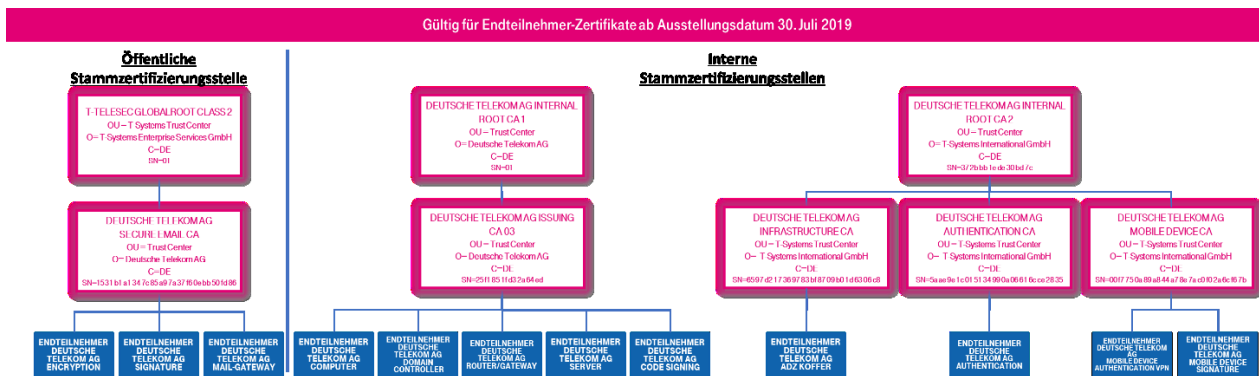 Gültig für Endteilnehmer-Zertifikate ab Ausstellungsdatum 30. Juli 2019
Öffentliche
Stammzertifizierungsstelle
Interne
Stammzertifizierungsstellen
T-TELESEC GLOBALROOT CLASS 2
OU – T Systems Trust Center
O= T-Systems Enterprise Services GmbH
C–DE
SN=01
DEUTSCHE TELEKOM AG INTERNAL
ROOT CA 1
OU – Trust Center
O= Deutsche Telekom AG
C–DE
SN=01
DEUTSCHE TELEKOM AG INTERNAL
ROOT CA 2
OU – Trust Center
O= T-Systems International GmbH
C–DE
DEUTSCHE TELEKOM AG
SECURE EMAIL CA
OU = Trust Center
O– Deutsche Telekom AG
C=DE
DEUTSCHE TELEKOM AG ISSUING
CA 03
OU – Trust Center
O– Deutsche Telekom AG
C–DE
SN=25f1851fd32a64ed
DEUTSCHE TELEKOM AG
INFRASTRUCTURE CA
OU – T-Systems Trust Center
O– T Systems International GmbH
C–DE
DEUTSCHE TELEKOM AG
AUTHENTICATION CA
OU – T-Systems Trust Center
O– T Systems International GmbH
C–DE
DEUTSCHE TELEKOM AG
MOBILE DEVICE CA
OU – T-Systems Trust Center
O– T Systems International GmbH
C–DE
ENDTEILNEHMER
DEUTSCHE
TELEKOM AG
ENCRYPTION
ENDTEILNEHMER
DEUTSCHE
TELEKOM AG
SIGNATURE
ENDTEILNEHMER
DEUTSCHE
TELEKOM AG
MAIL-GATEWAY
ENDTEILNEHMER
DEUTSCHE
TELEKOM AG
COMPUTER
ENDTEILNEHMER
DEUTSCHE
TELEKOM AG
DOMAIN
CONTROLLER
ENDTEILNEHMER
DEUTSCHE
TELEKOM AG
ROUTER/GATEWAY
ENDTEILNEHMER
DEUTSCHE
TELEKOM AG
SERVER
ENDTEILNEHMER
DEUTSCHE
TELEKOM AG
CODE SIGNING
ENDTEILNEHMER
DEUTSCHE
TELEKOM AG
ADZ KOFFER
ENDTEILNEHMER
DEUTSCHE
TELEKOM AG
AUTHENTICATION
ENDTEILNEHMER
DEUTSCHE TELEKOM
AG
MOBILE DEVICE
AUTHENTICATION VPN
ENDTEILNEHMER
DEUTSCHE
TELEKOM AG
MOBILE DEVICE
SIGNATURE